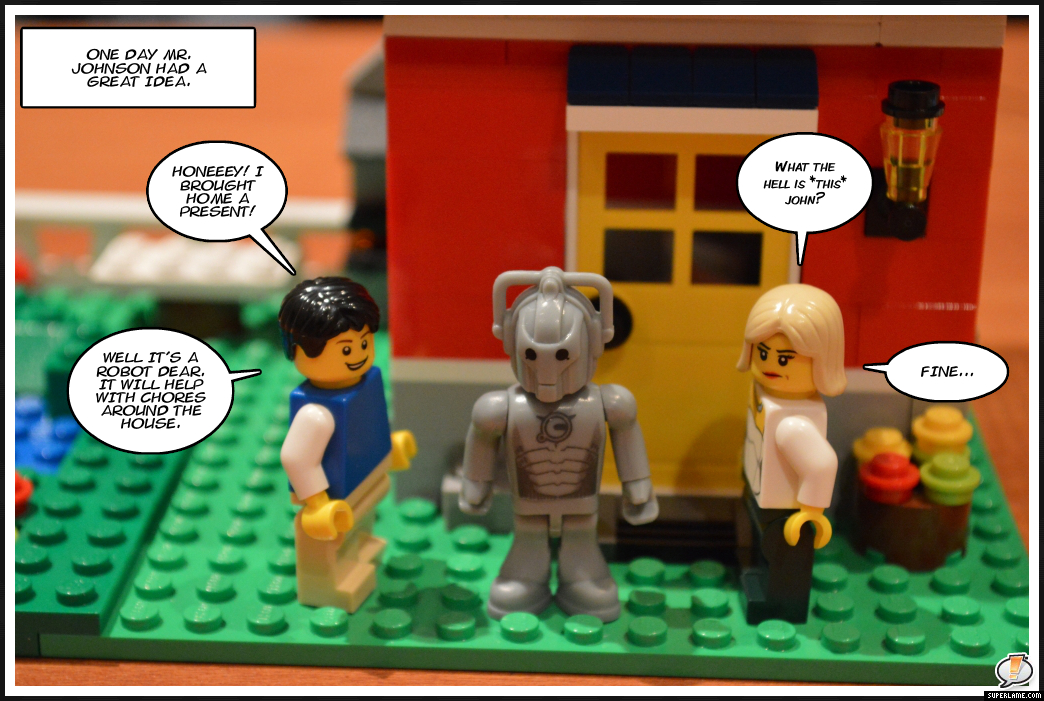 ONE DAY MR.
JOHNSON HAD A
GREAT IDEA.
HONEEEY! I
BROUGHT
HOME A
PRESENT!
WHAT THE
HELL IS *THIS*
JOHN?
WELL IT'S A
ROBOT DEAR.
IT WILL HELP
WITH CHORES
AROUND THE
HOUSE.
FINE...
SUPERLAME.COM